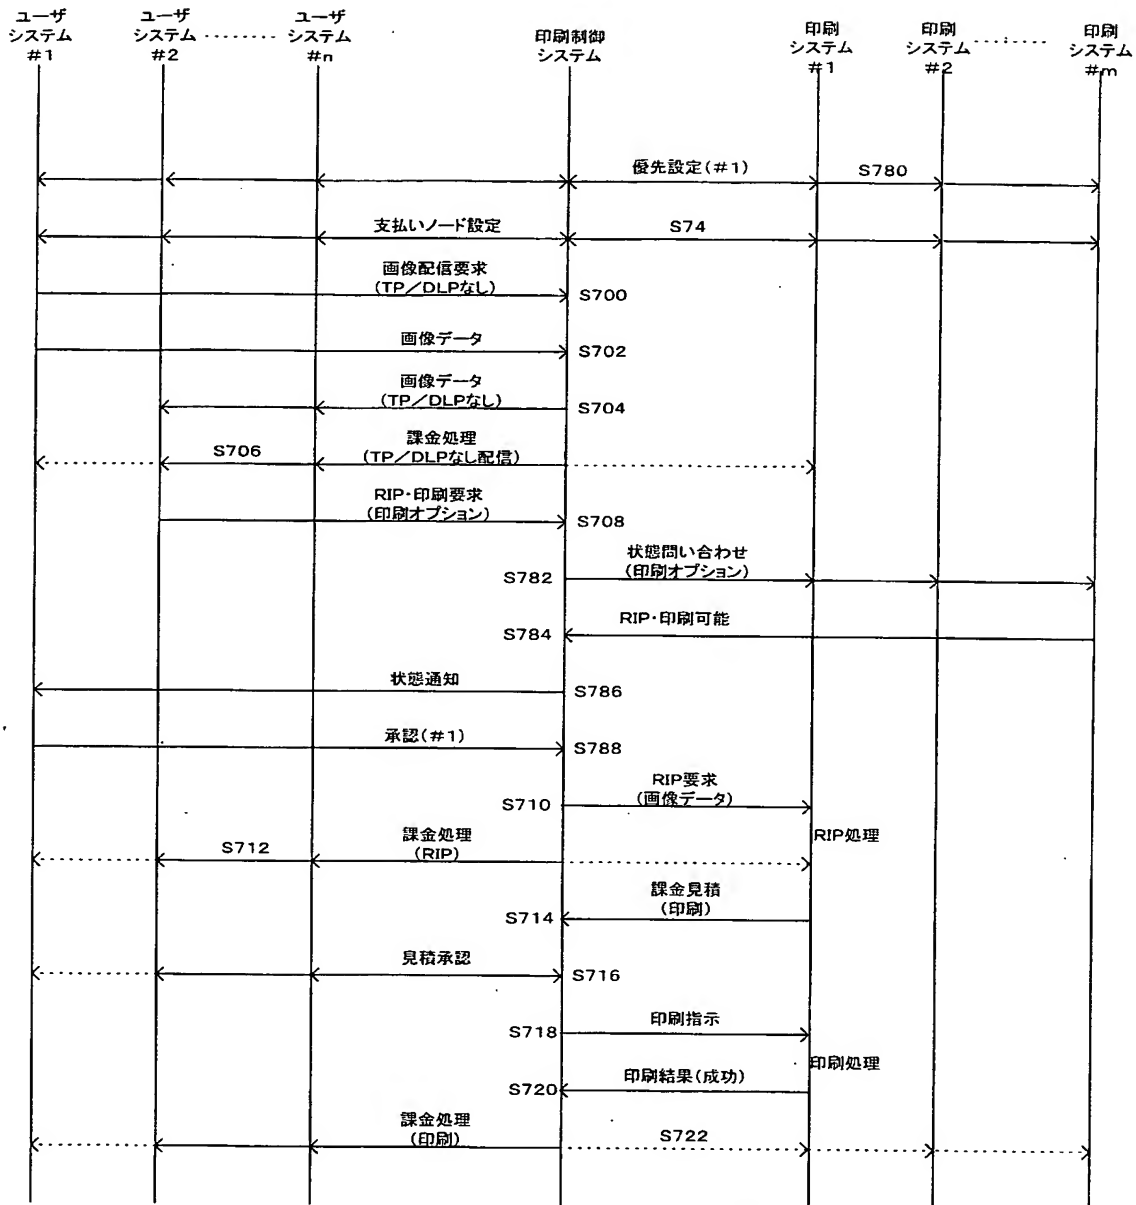 ユーザ
システム
#1
ユーザ
システム
#2
ユーザ
システム
#n
印刷制御
システム
印刷
システム
#1
印刷
システム
#2
印刷
システム
#m
優先設定(#1)
S780
支払いノード設定
S74
画像配信要求
(TP/DLPなし)
S700
画像データ
S702
画像データ
(TP/DLPなし)
S704
S706
課金処理
(TP/DLPなし配信)
RIP・印刷要求
(印刷オプション)
S708
S782
状態問い合わせ
(印刷オプション)
S784
RIP・印刷可能
状態通知
S786
承認(#1)
S788
S710
RIP要求
(画像データ)
RIP処理
S712
課金処理
(RIP)
S714
課金見積
(印刷)
見積承認
S716
S718
印刷指示
印刷処理
S720
印刷結果(成功)
課金処理
(印刷)
S722